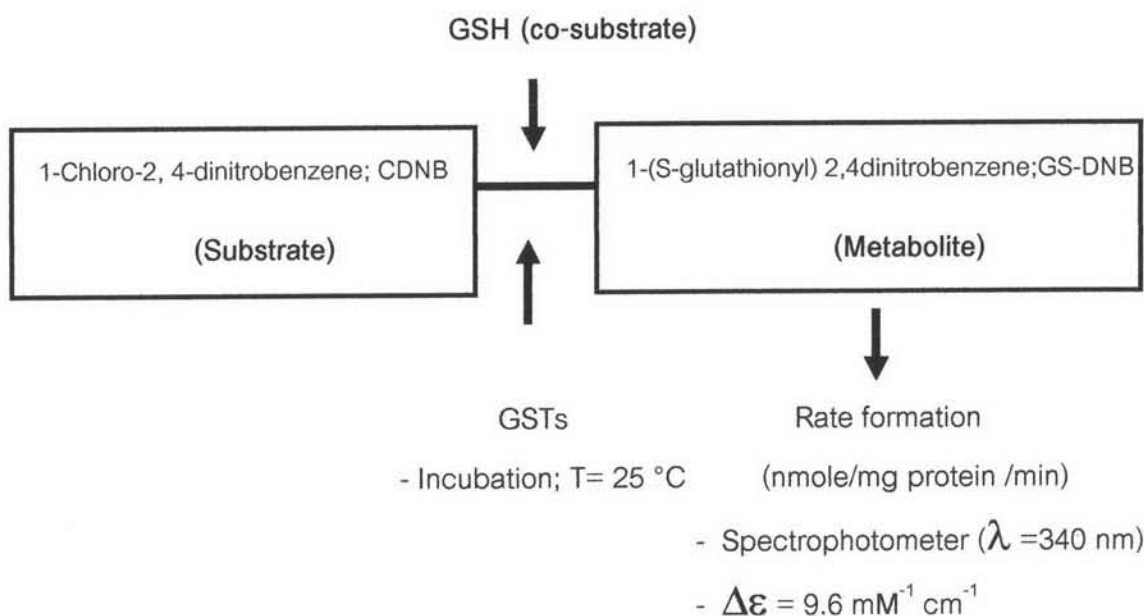 GSH (co-substrate)
1-Chloro-2, 4-dinitrobenzene; CDNB
(Substrate)
1-(S-glutathionyl) 2,4dinitrobenzene;GS-DNB
(Metabolite)
GSTs
- Incubation; T= 25 °C
Rate formation
(nmole/mg protein /min)
- Spectrophotometer (λ =340 nm)
- Δε = 9.6 mM⁻¹ cm⁻¹